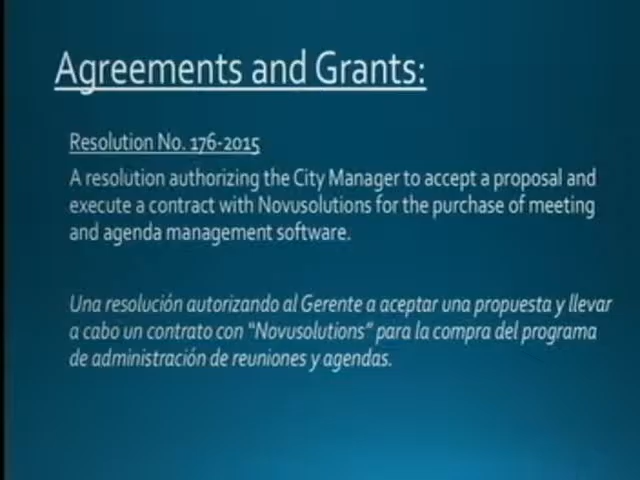 Agreements and Grants:
Resolution No. 176-2015
A resolution authorizing the City Manager to accept a proposal and
execute a contract with Novusolutions for the purchase of meeting
and agenda management software.
Una resolución autorizando al Gerente a aceptar una propuesta y llevar
a cabo un contrato con "Novusolutions" para la compra del programa
de administración de reuniones y agendas.